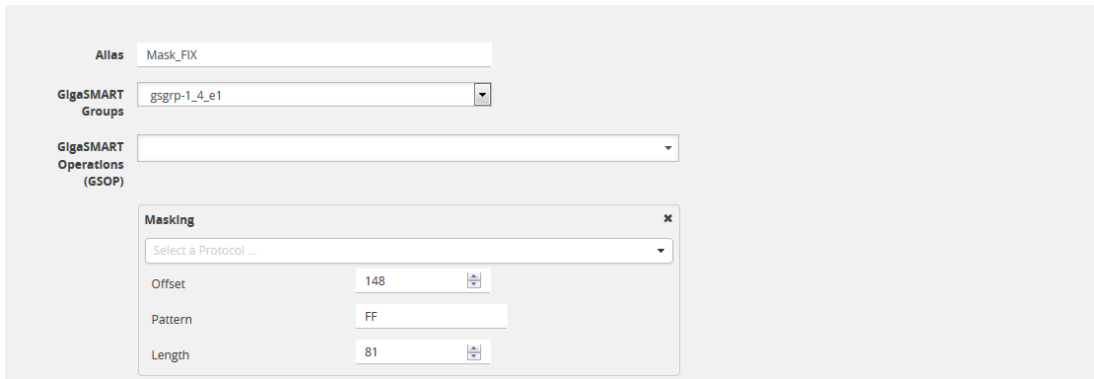 Alias Mask_FIX
GigaSMART
Groups
gsgrp-1_4_e1
GigaSMART
Operations
(GSOP)
Masking
Select a Protocol ...
Offset 148
Pattern FF
Length 81